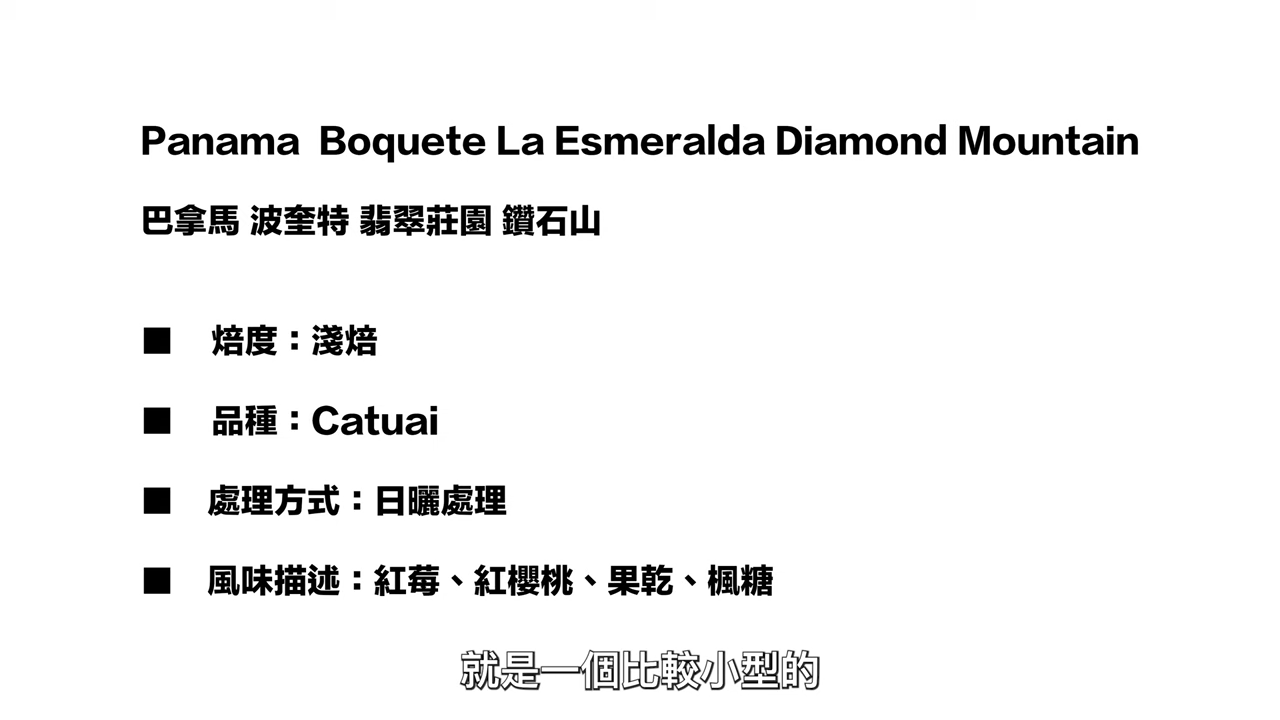 Panama Boquete La Esmeralda Diamond Mountain
巴拿馬 波奎特 翡翠莊園 鑽石山
■ 焙度：淺焙
■ 品種：Catuai
■ 處理方式：日曬處理
■ 風味描述：紅莓、紅櫻桃、果乾、楓糖
就是一個比較小型的